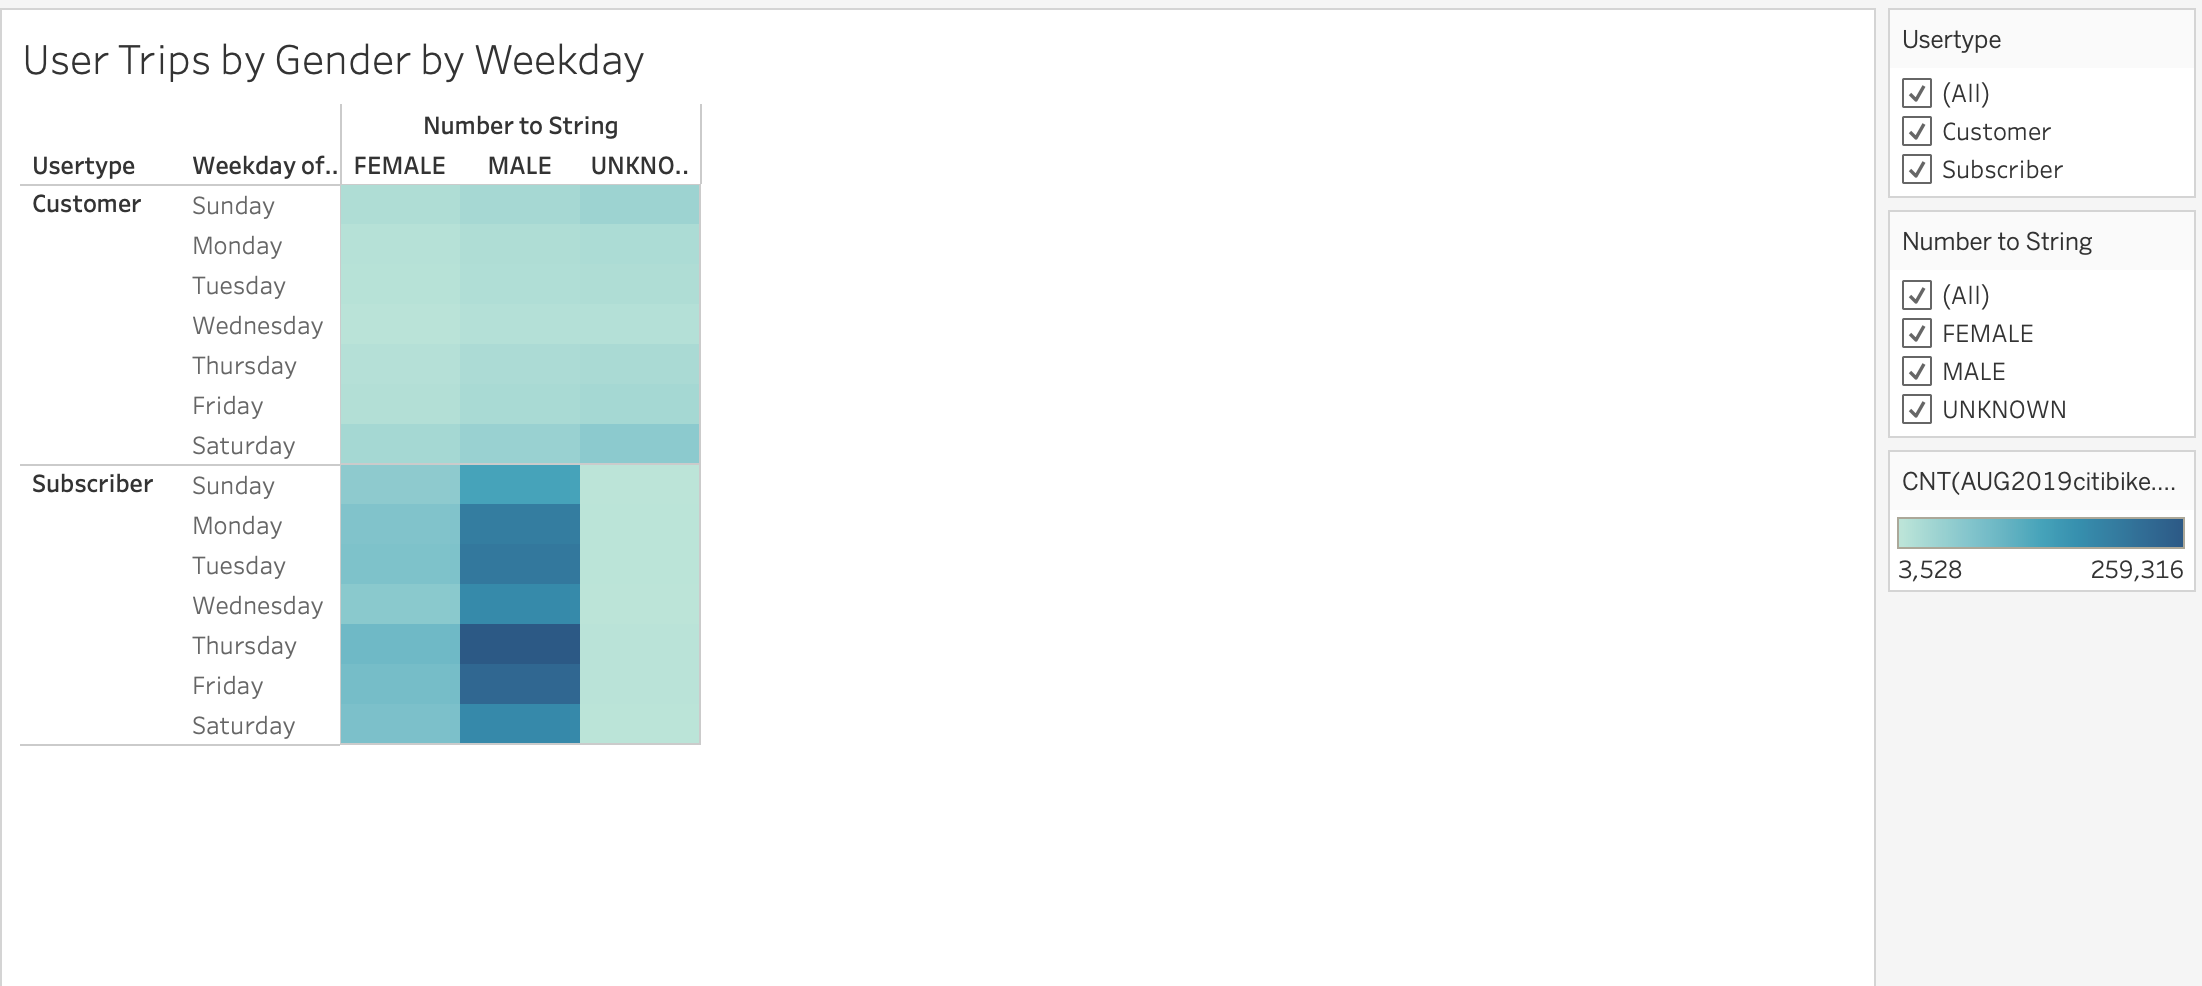 User Trips by Gender by Weekday
Number to String
Usertype Weekday of.. FEMALE MALE UNKNO..
Customer Sunday
Monday
Tuesday
Wednesday
Thursday
Friday
Saturday
Subscriber Sunday
Monday
Tuesday
Wednesday
Thursday
Friday
Saturday
Usertype
(All)
Customer
Subscriber
Number to String
(All)
FEMALE
MALE
UNKNOWN
CNT(AUG2019citibike....
3,528 259,316